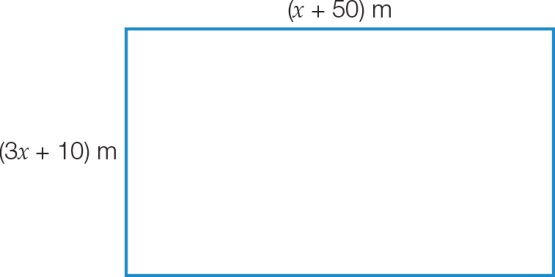 (x + 50) m
(3x + 10) m